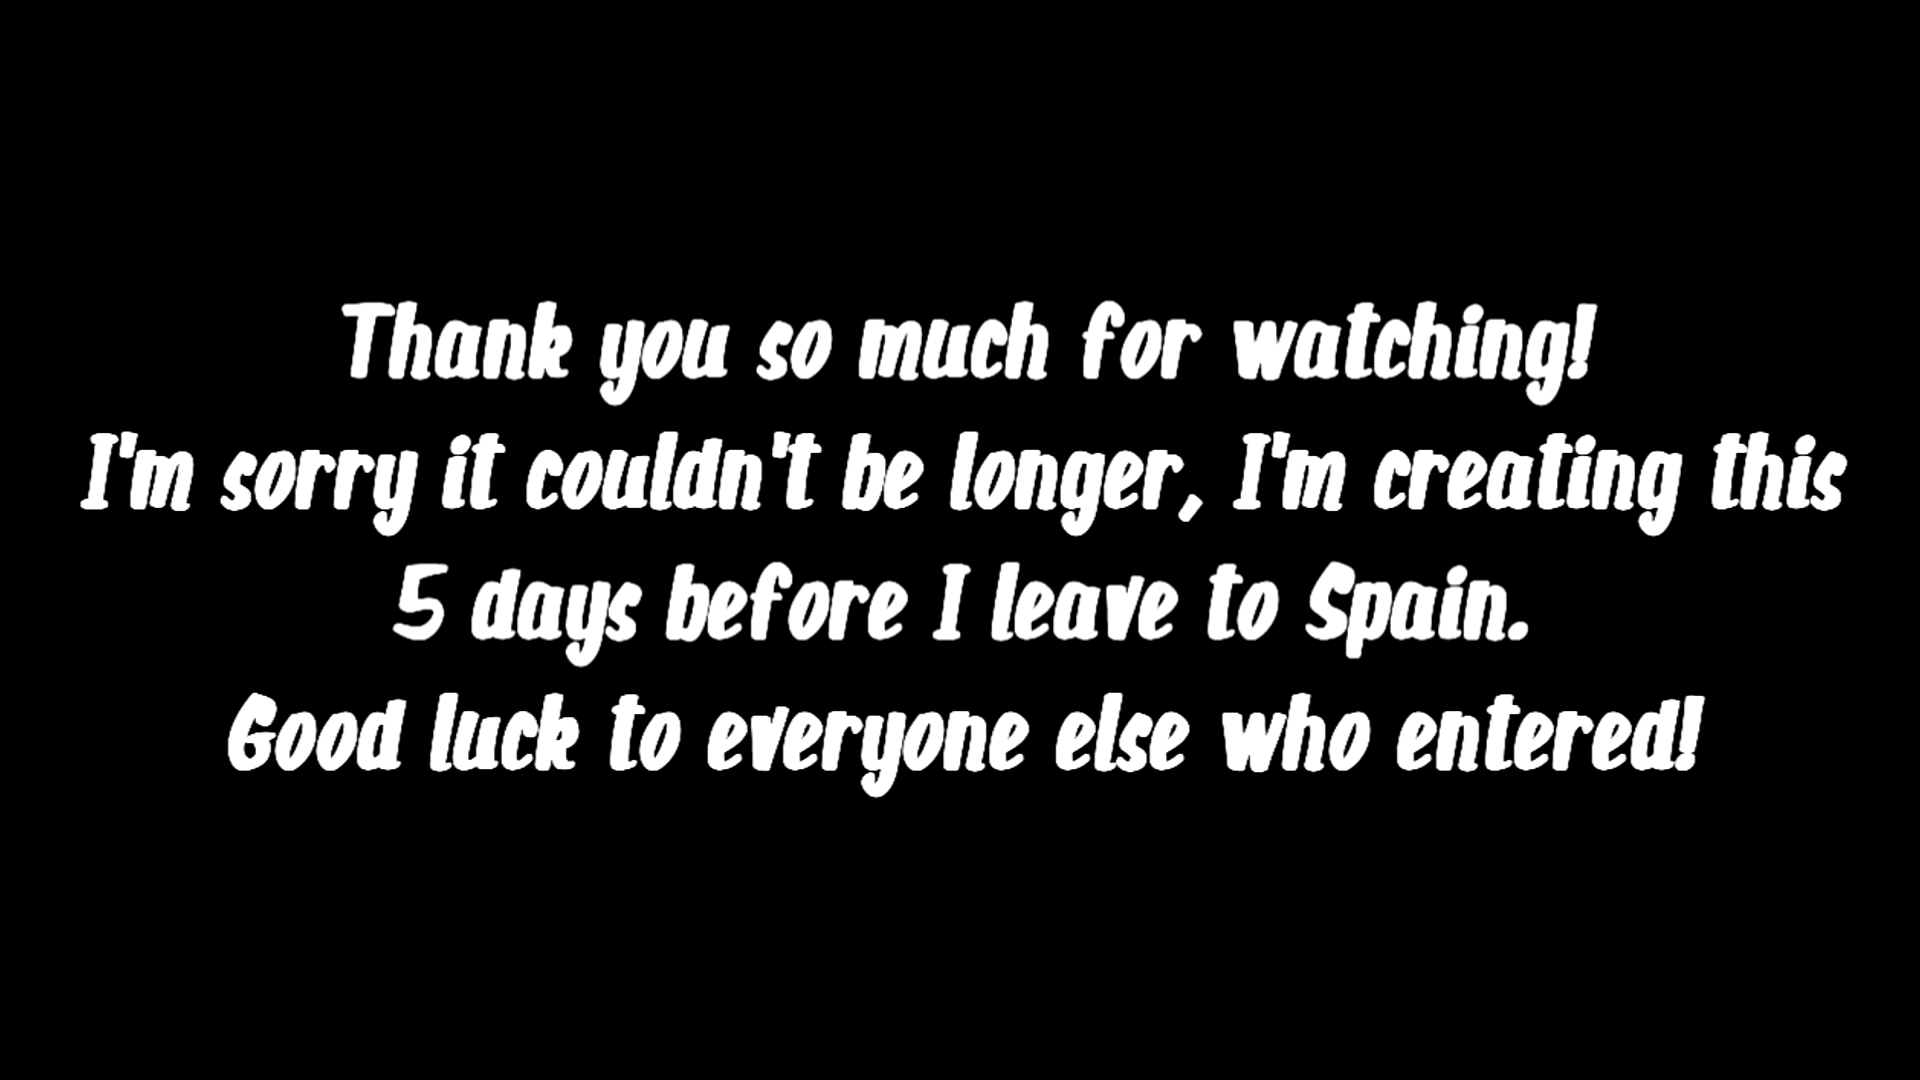 Thank you so much for watching!
I'm sorry it couldn't be longer, I'm creating this
5 days before I leave to Spain.
Good luck to everyone else who entered!